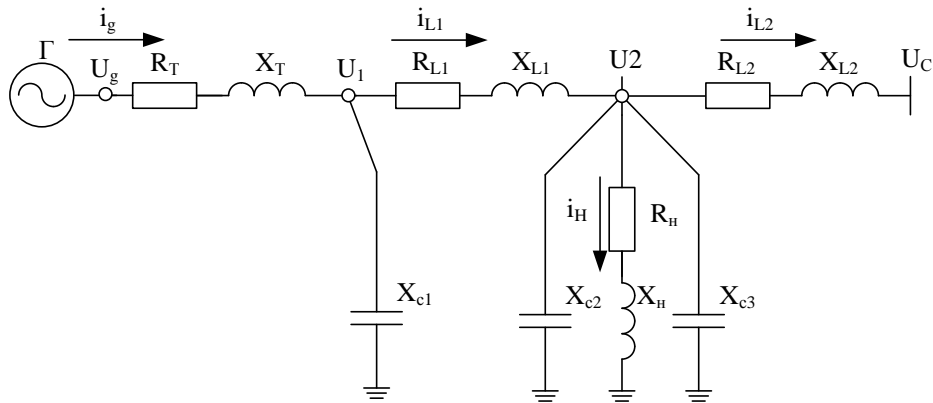 i_g
i_L1
i_L2
Γ
U_g
R_T
X_T
U_1
R_L1
X_L1
U2
R_L2
X_L2
U_C
i_H
R_н
X_c1
X_c2
X_н
X_c3